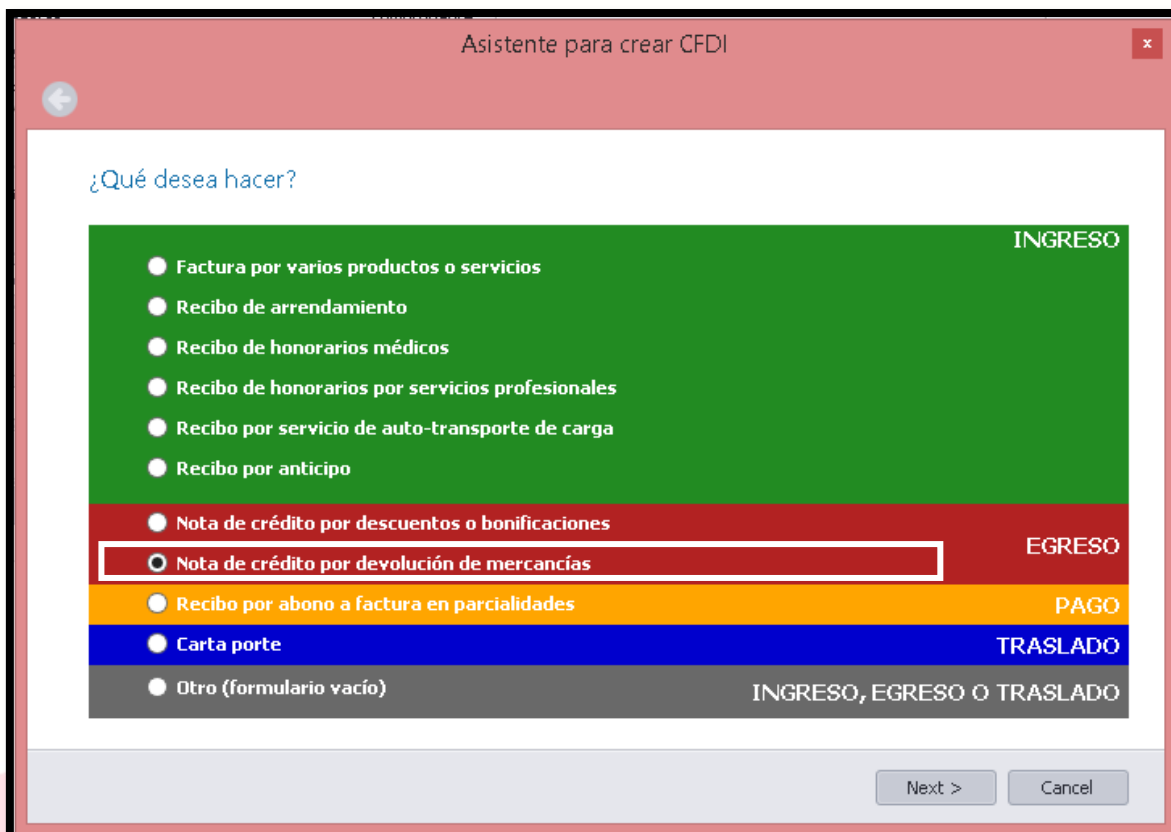 Asistente para crear CFDI
x
¿Qué desea hacer?
INGRESO
Factura por varios productos o servicios
Recibo de arrendamiento
Recibo de honorarios médicos
Recibo de honorarios por servicios profesionales
Recibo por servicio de auto-transporte de carga
Recibo por anticipo
Nota de crédito por descuentos o bonificaciones
EGRESO
Nota de crédito por devolución de mercancías
Recibo por abono a factura en parcialidades PAGO
Carta porte TRASLADO
Otro (formulario vacío) INGRESO, EGRESO O TRASLADO
Next > Cancel